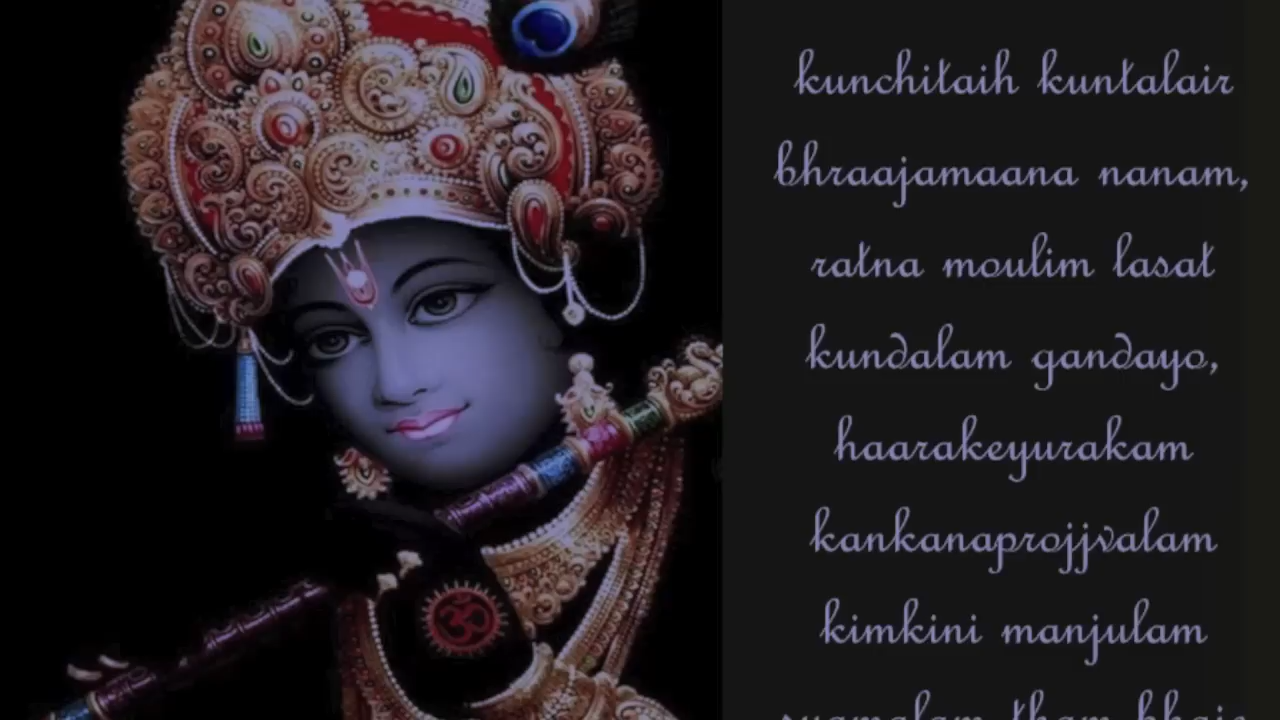 kunchitaih kuntalair
bhraajamaana nanam,
ratna moulim lasat
kundalam gandayo,
haarakeyurakam
kankanaprojjvalam
kimkini manjulam
ॐ